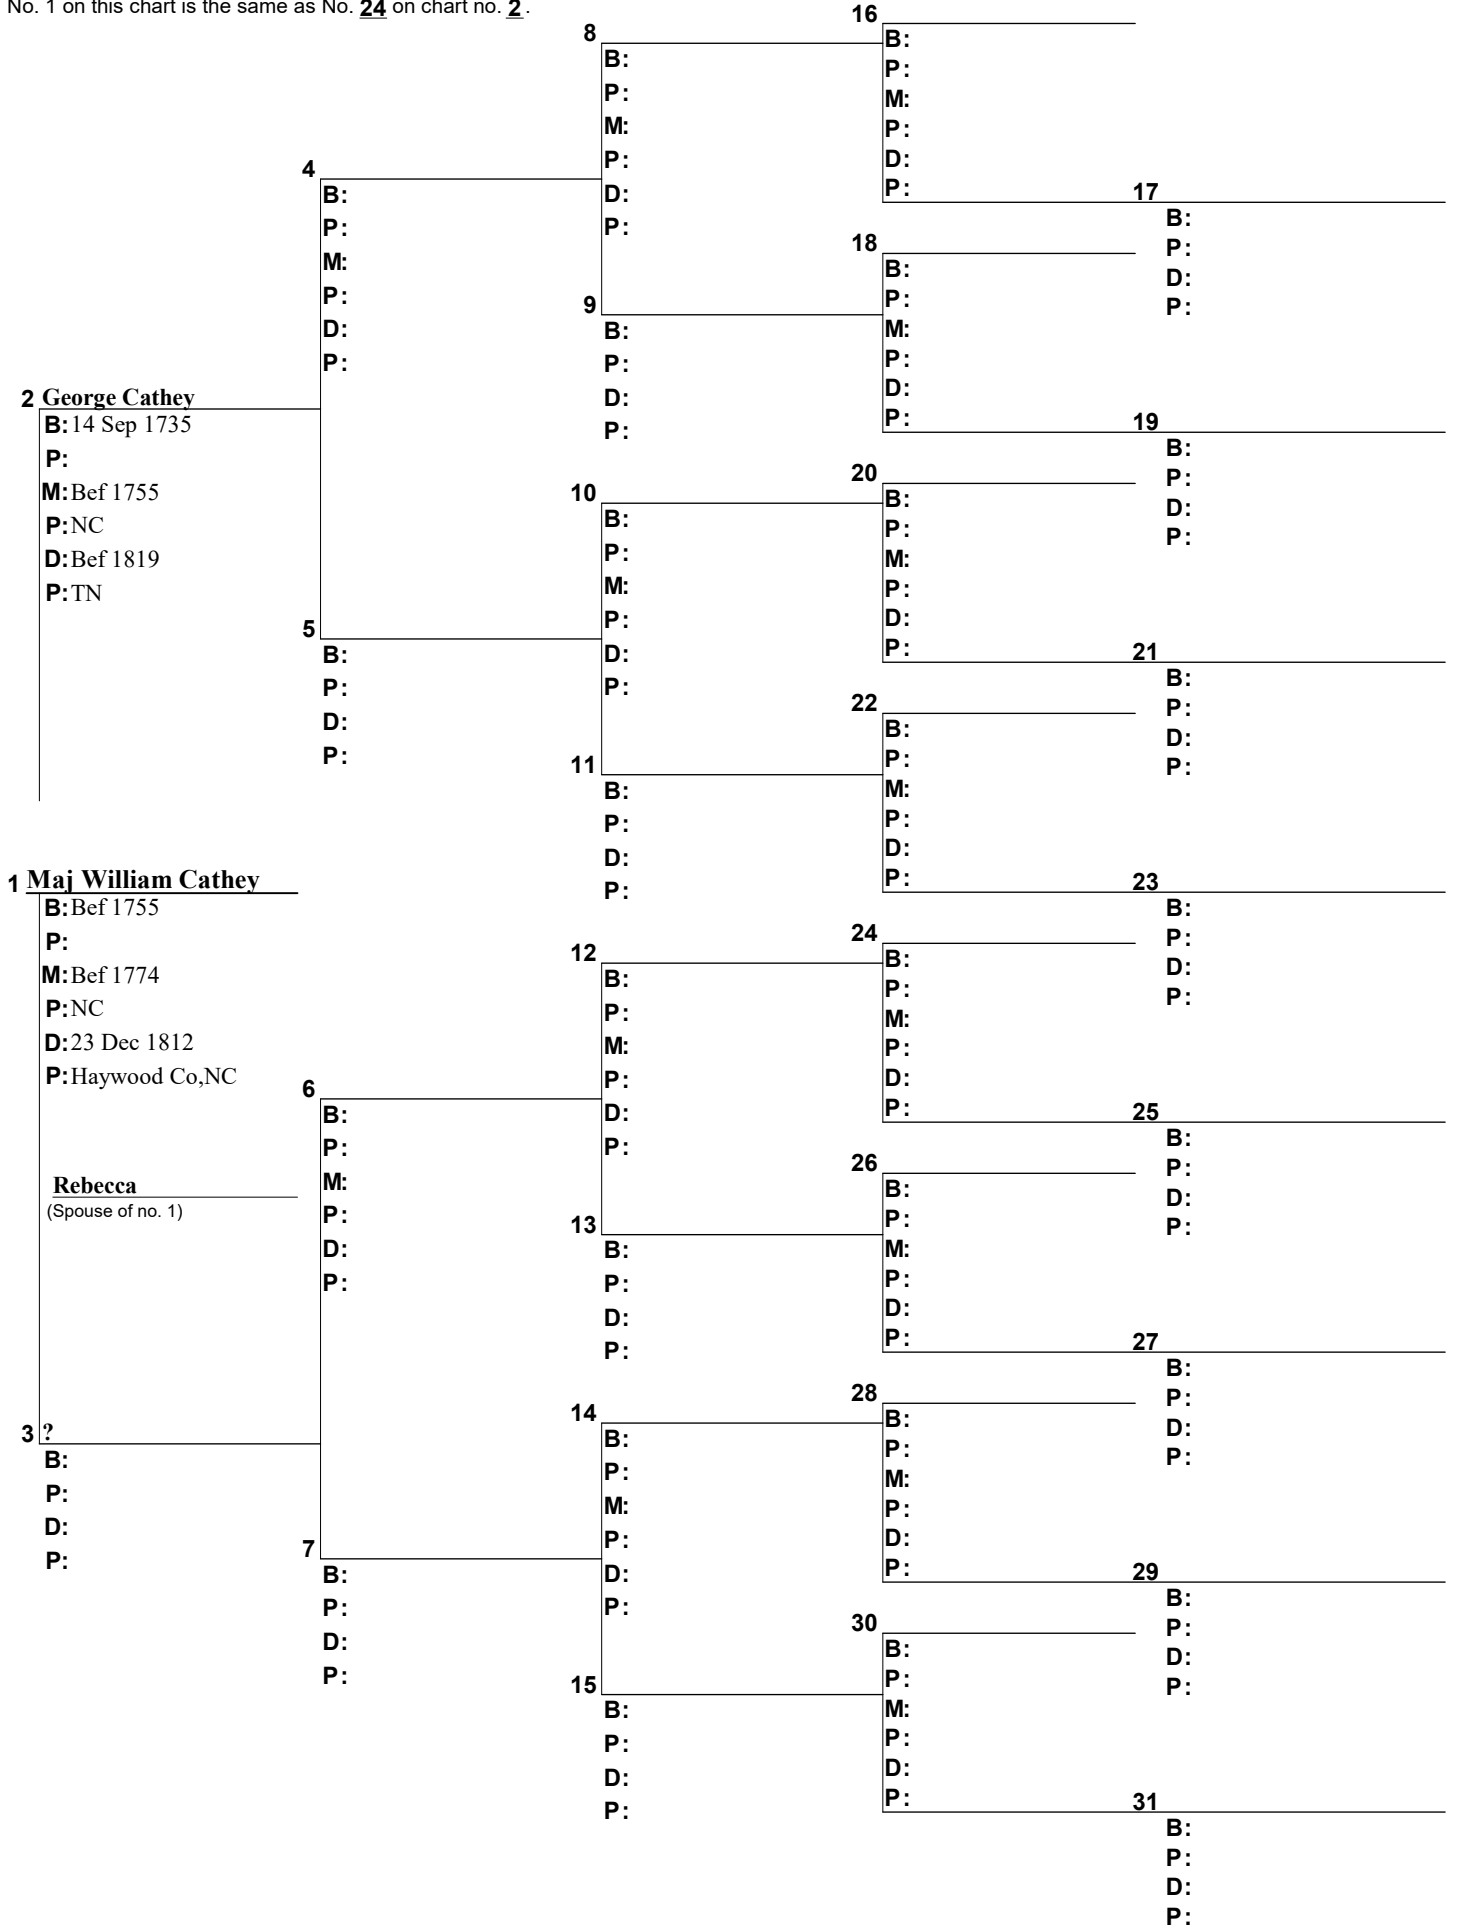 No. 1 on this chart is the same as No. 24 on chart no. 2.
16
B:
P:
M:
P:
D:
P:
8
B:
P:
M:
P:
D:
P:
17
B:
P:
D:
P:
4
B:
P:
M:
P:
D:
P:
18
B:
P:
M:
P:
D:
P:
9
B:
P:
D:
P:
19
B:
P:
D:
P:
2 George Cathey
B: 14 Sep 1735
P:
M: Bef 1755
P: NC
D: Bef 1819
P: TN
20
B:
P:
M:
P:
D:
P:
10
B:
P:
M:
P:
D:
P:
21
B:
P:
D:
P:
5
B:
P:
D:
P:
22
B:
P:
M:
P:
D:
P:
11
B:
P:
D:
P:
23
B:
P:
D:
P:
1 Maj William Cathey
B: Bef 1755
P:
M: Bef 1774
P: NC
D: 23 Dec 1812
P: Haywood Co,NC
24
B:
P:
M:
P:
D:
P:
12
B:
P:
M:
P:
D:
P:
25
B:
P:
D:
P:
6
B:
P:
M:
P:
D:
P:
Rebecca
(Spouse of no. 1)
26
B:
P:
M:
P:
D:
P:
13
B:
P:
D:
P:
27
B:
P:
D:
P:
3 ?
B:
P:
D:
P:
28
B:
P:
M:
P:
D:
P:
14
B:
P:
M:
P:
D:
P:
29
B:
P:
D:
P:
7
B:
P:
D:
P:
30
B:
P:
M:
P:
D:
P:
15
B:
P:
D:
P:
31
B:
P:
D:
P: